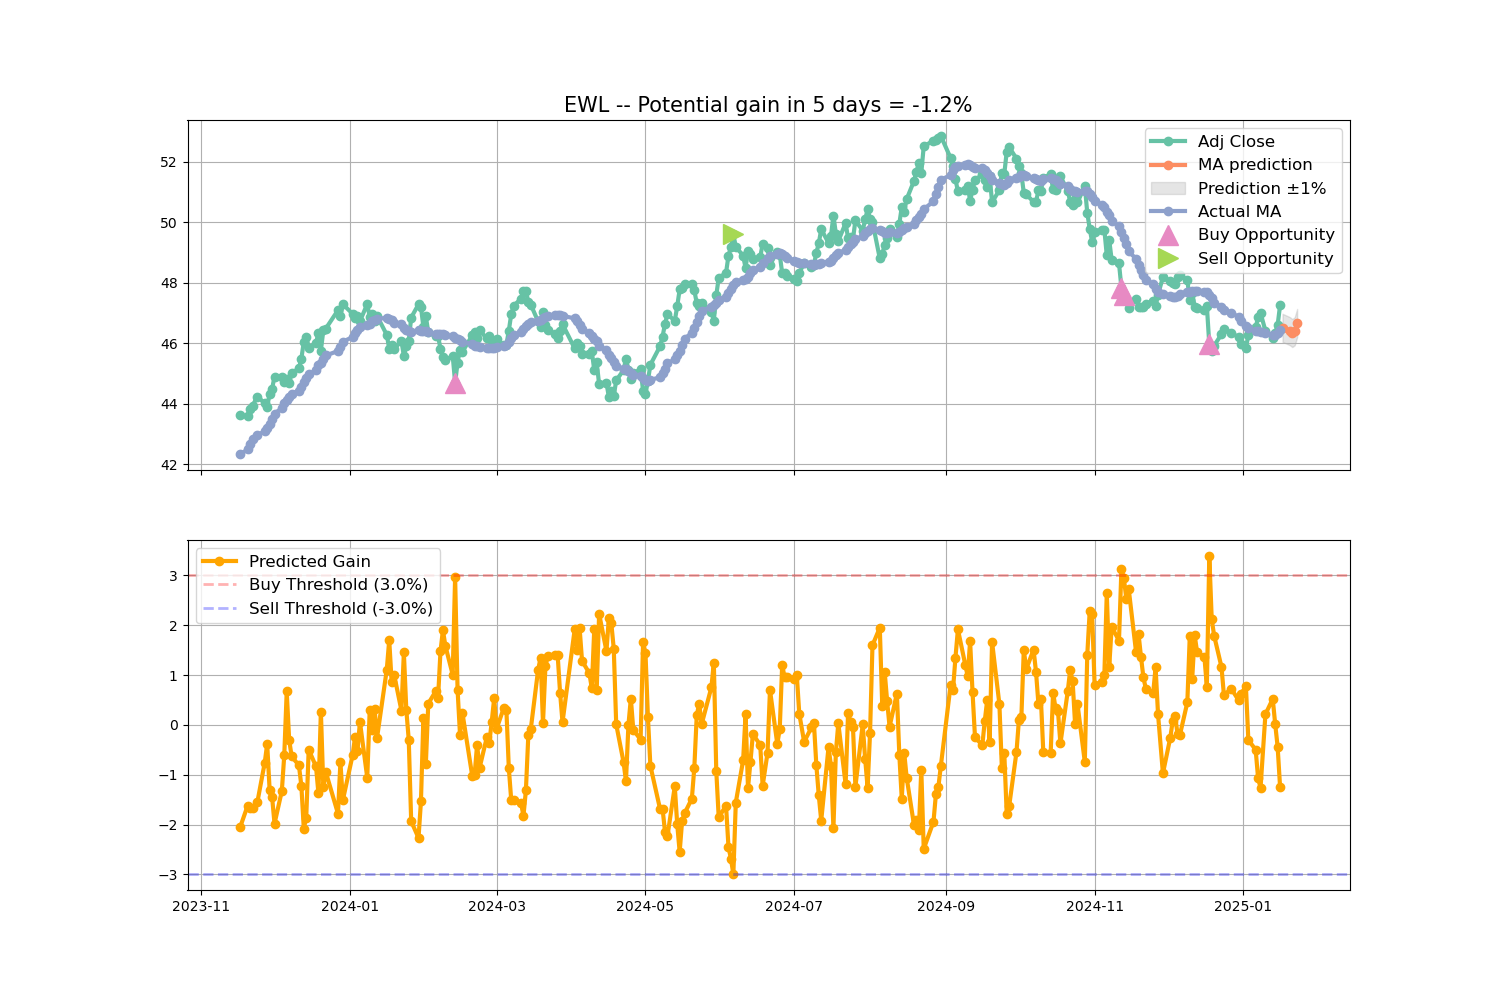 EWL -- Potential gain in 5 days = -1.2%
52
50
48
46
44
42
Adj Close
MA prediction
Prediction ±1%
Actual MA
Buy Opportunity
Sell Opportunity
3
2
1
0
−1
−2
−3
Predicted Gain
Buy Threshold (3.0%)
Sell Threshold (-3.0%)
2023-11
2024-01
2024-03
2024-05
2024-07
2024-09
2024-11
2025-01